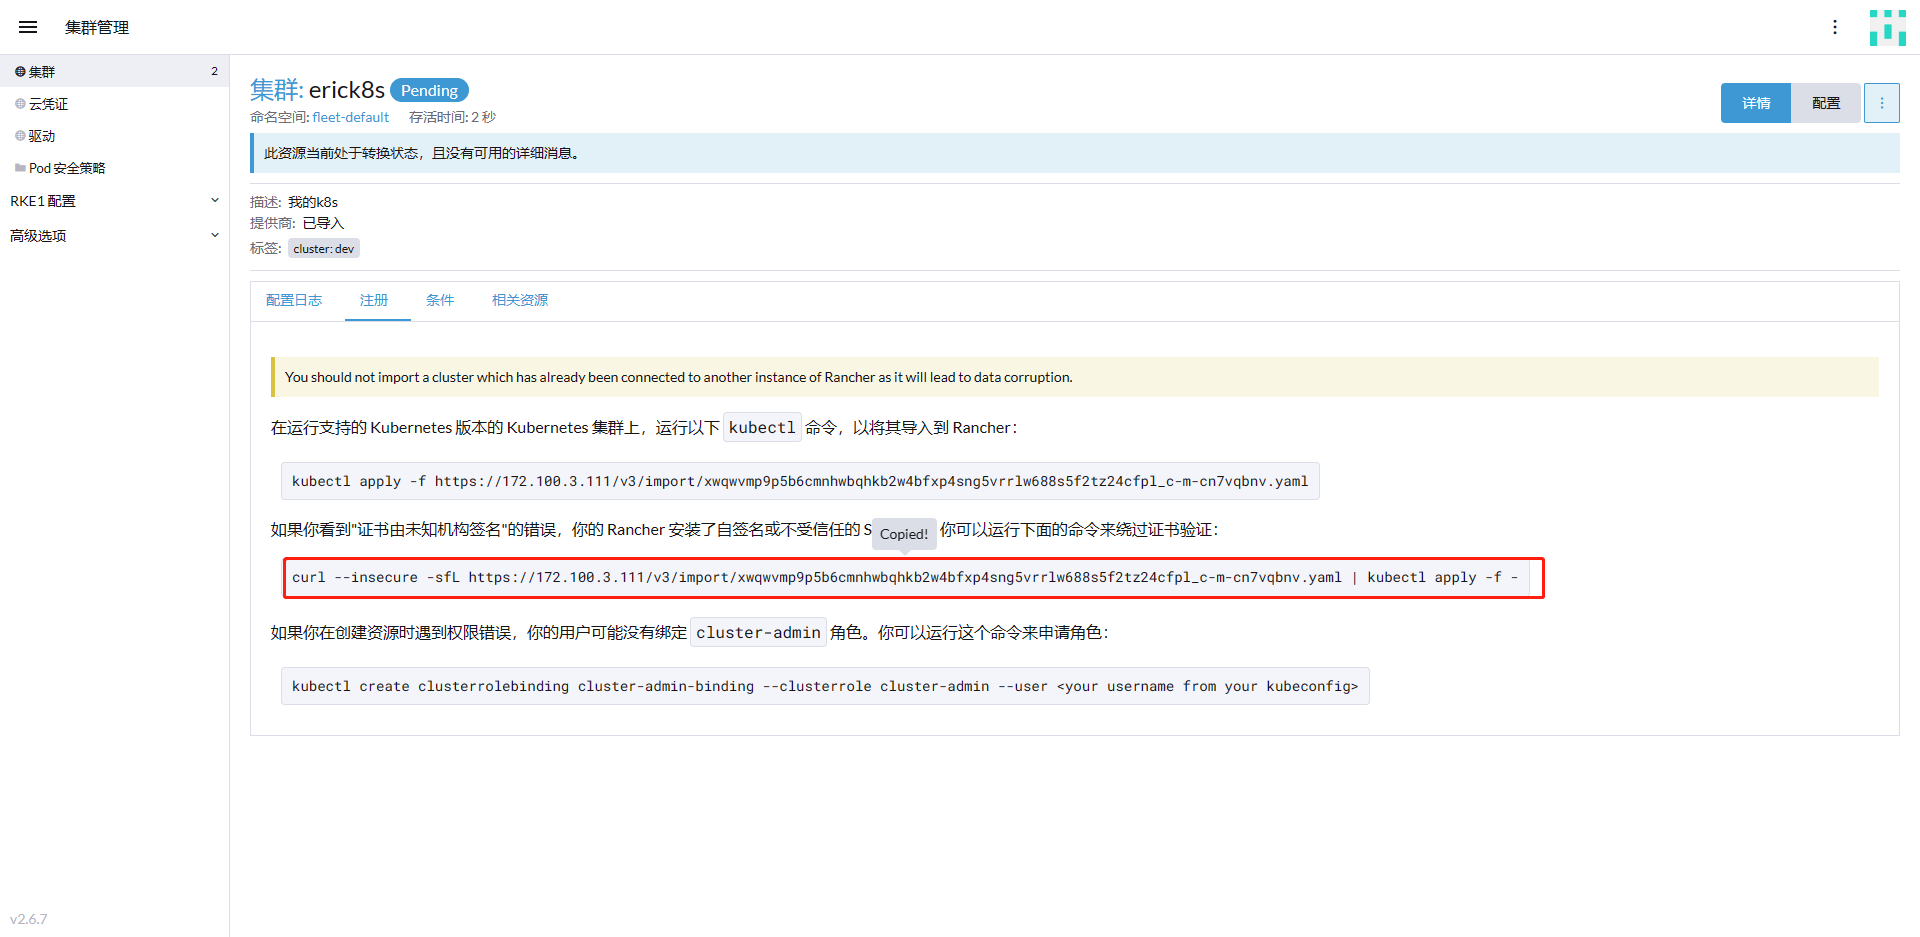 集群管理
集群 2
云凭证
驱动
Pod 安全策略
RKE1 配置
高级选项
v2.6.7
集群: erick8s Pending
命名空间: fleet-default 存活时间: 2 秒
详情 配置
此资源当前处于转换状态，且没有可用的详细消息。
描述: 我的k8s
提供商: 已导入
标签: cluster: dev
配置日志 注册 条件 相关资源
You should not import a cluster which has already been connected to another instance of Rancher as it will lead to data corruption.
在运行支持的 Kubernetes 版本的 Kubernetes 集群上，运行以下 kubectl 命令，以将其导入到 Rancher：
kubectl apply -f https://172.100.3.111/v3/import/xwqwvmp9p5b6cmnhwbqhkb2w4bfxp4sng5vrrlw688s5f2tz24cfpl_c-m-cn7vqbnv.yaml
如果你看到"证书由未知机构签名"的错误，你的 Rancher 安装了自签名或不受信任的 S Copied! 你可以运行下面的命令来绕过证书验证：
curl --insecure -sfL https://172.100.3.111/v3/import/xwqwvmp9p5b6cmnhwbqhkb2w4bfxp4sng5vrrlw688s5f2tz24cfpl_c-m-cn7vqbnv.yaml | kubectl apply -f -
如果你在创建资源时遇到权限错误，你的用户可能没有绑定 cluster-admin 角色。你可以运行这个命令来申请角色：
kubectl create clusterrolebinding cluster-admin-binding --clusterrole cluster-admin --user <your username from your kubeconfig>